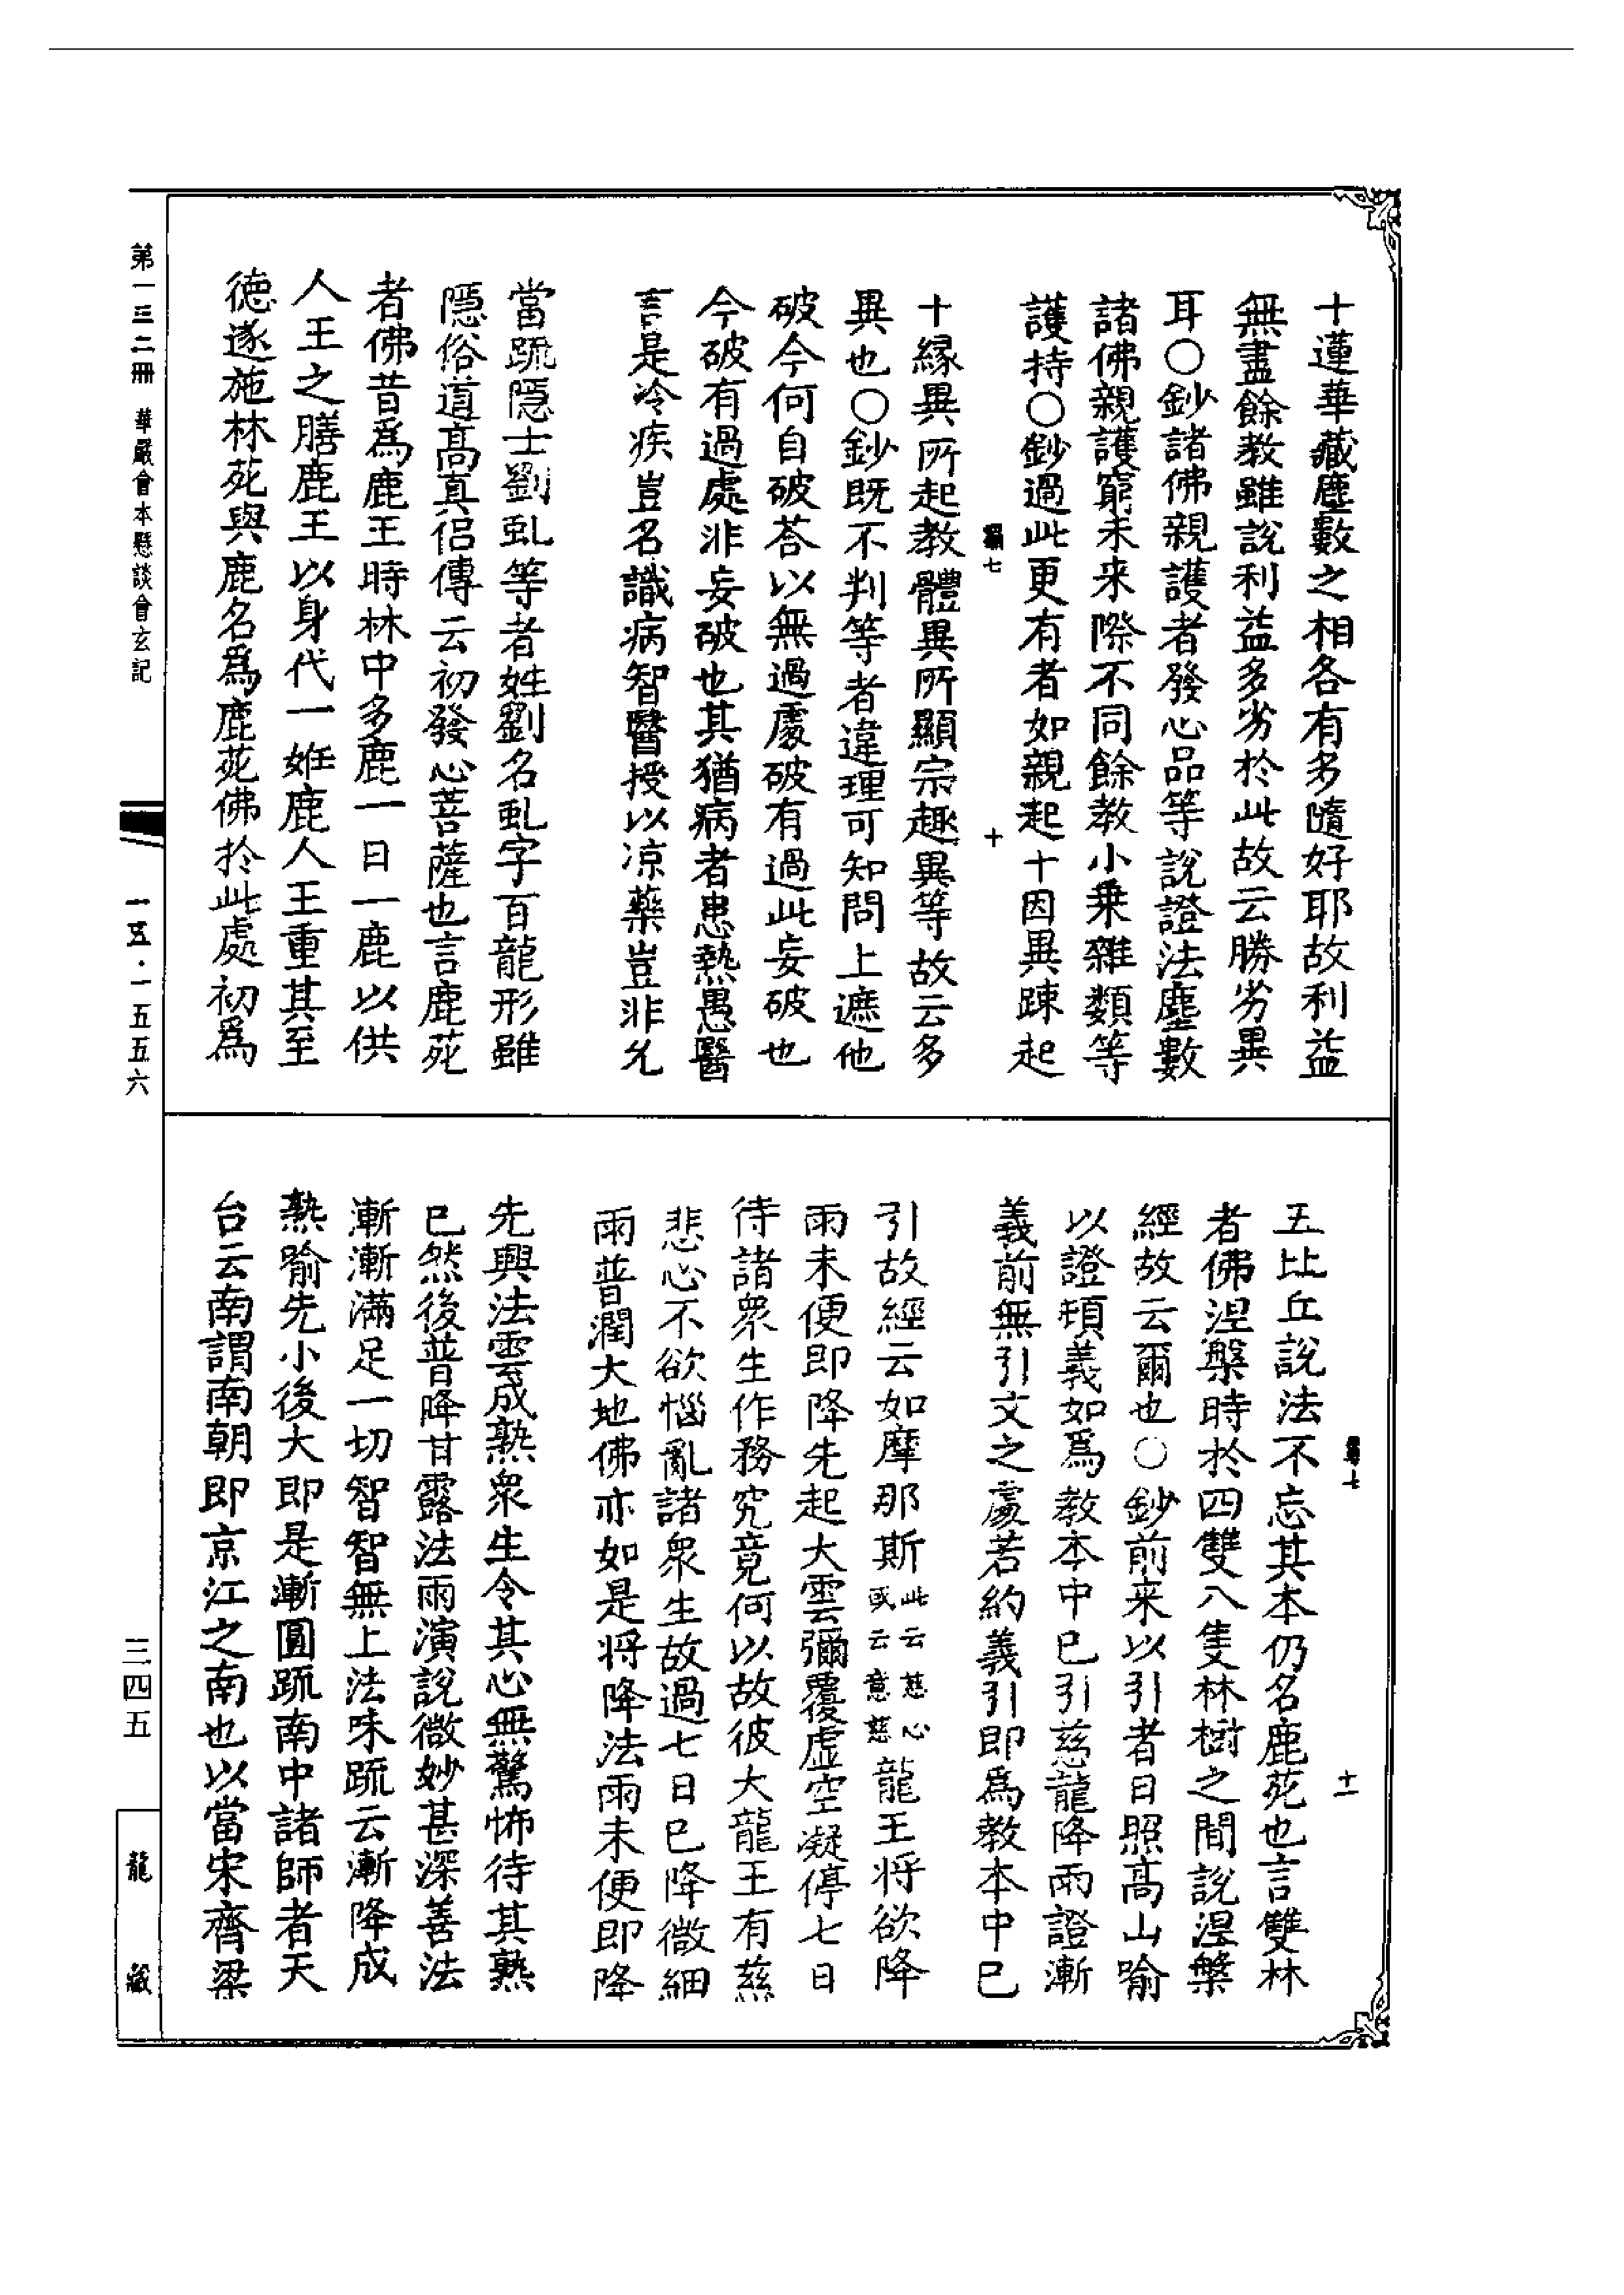 十蓮華藏塵數之相各有多隨好耶故利益
無盡餘教雖説利益多劣於此故云勝劣異
耳○鈔諸佛親護者發心品等説證法塵數
諸佛親護窮未来際不同餘教小乗雜類等
護持○鈔過此更有者如親起十因異踈起
七
十
十縁異所起教體異所顯宗趣異等故云多
異也○鈔既不判等者違理可知問上遮他
破今何自破荅以無過處破有過此妄破也
今破有過處非妄破也其猶病者患熱愚醫
言是冷疾豈名識病智醫授以凉藥豈非允
當䟽隠士劉虬等者姓劉名虬字百龍形雖
隠俗道高真侣傳云初發心菩薩也言鹿苑
者佛昔爲鹿王時林中多鹿一日一鹿以供
人王之膳鹿王以身代一姙鹿人王重其至
徳遂施林苑與鹿名爲鹿苑佛於此處初爲
七
十一
五比丘説法不忘其本仍名鹿苑也言雙林
者佛涅槃時於四雙八隻林樹之間説涅槃
經故云爾也○鈔前来以引者日照高山喻
以證頓義如爲教本中已引慈龍降雨證漸
義前無引文之處若約義引即爲教本中已
引故經云如摩那斯此云慈心或云意慈龍王将欲降
雨未便即降先起大雲彌覆虚空凝停七日
待諸衆生作務究竟何以故彼大龍王有慈
悲心不欲惱亂諸衆生故過七日已降微細
雨普潤大地佛亦如是将降法雨未便即降
先興法雲成熟衆生令其心無驚怖待其熟
已然後普降甘露法雨演説微妙甚深善法
漸漸滿足一切智智無上法味䟽云漸降成
熟喻先小後大即是漸圓䟽南中諸師者天
台云南謂南朝即京江之南也以當宋齊梁
第一三二冊 華嚴會本懸談會玄記
一五·一五五六
三四五
龍藏